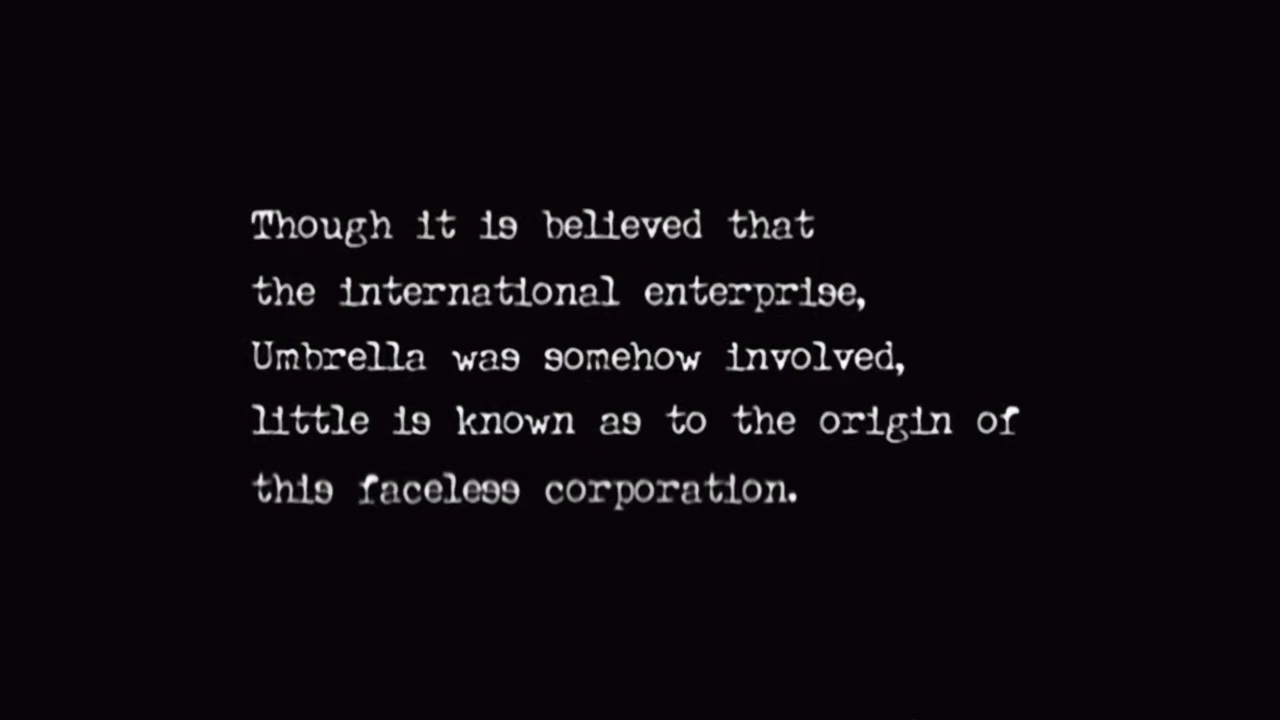 Though it is believed that
the international enterprise,
Umbrella was somehow involved,
little is known as to the origin of
this faceless corporation.